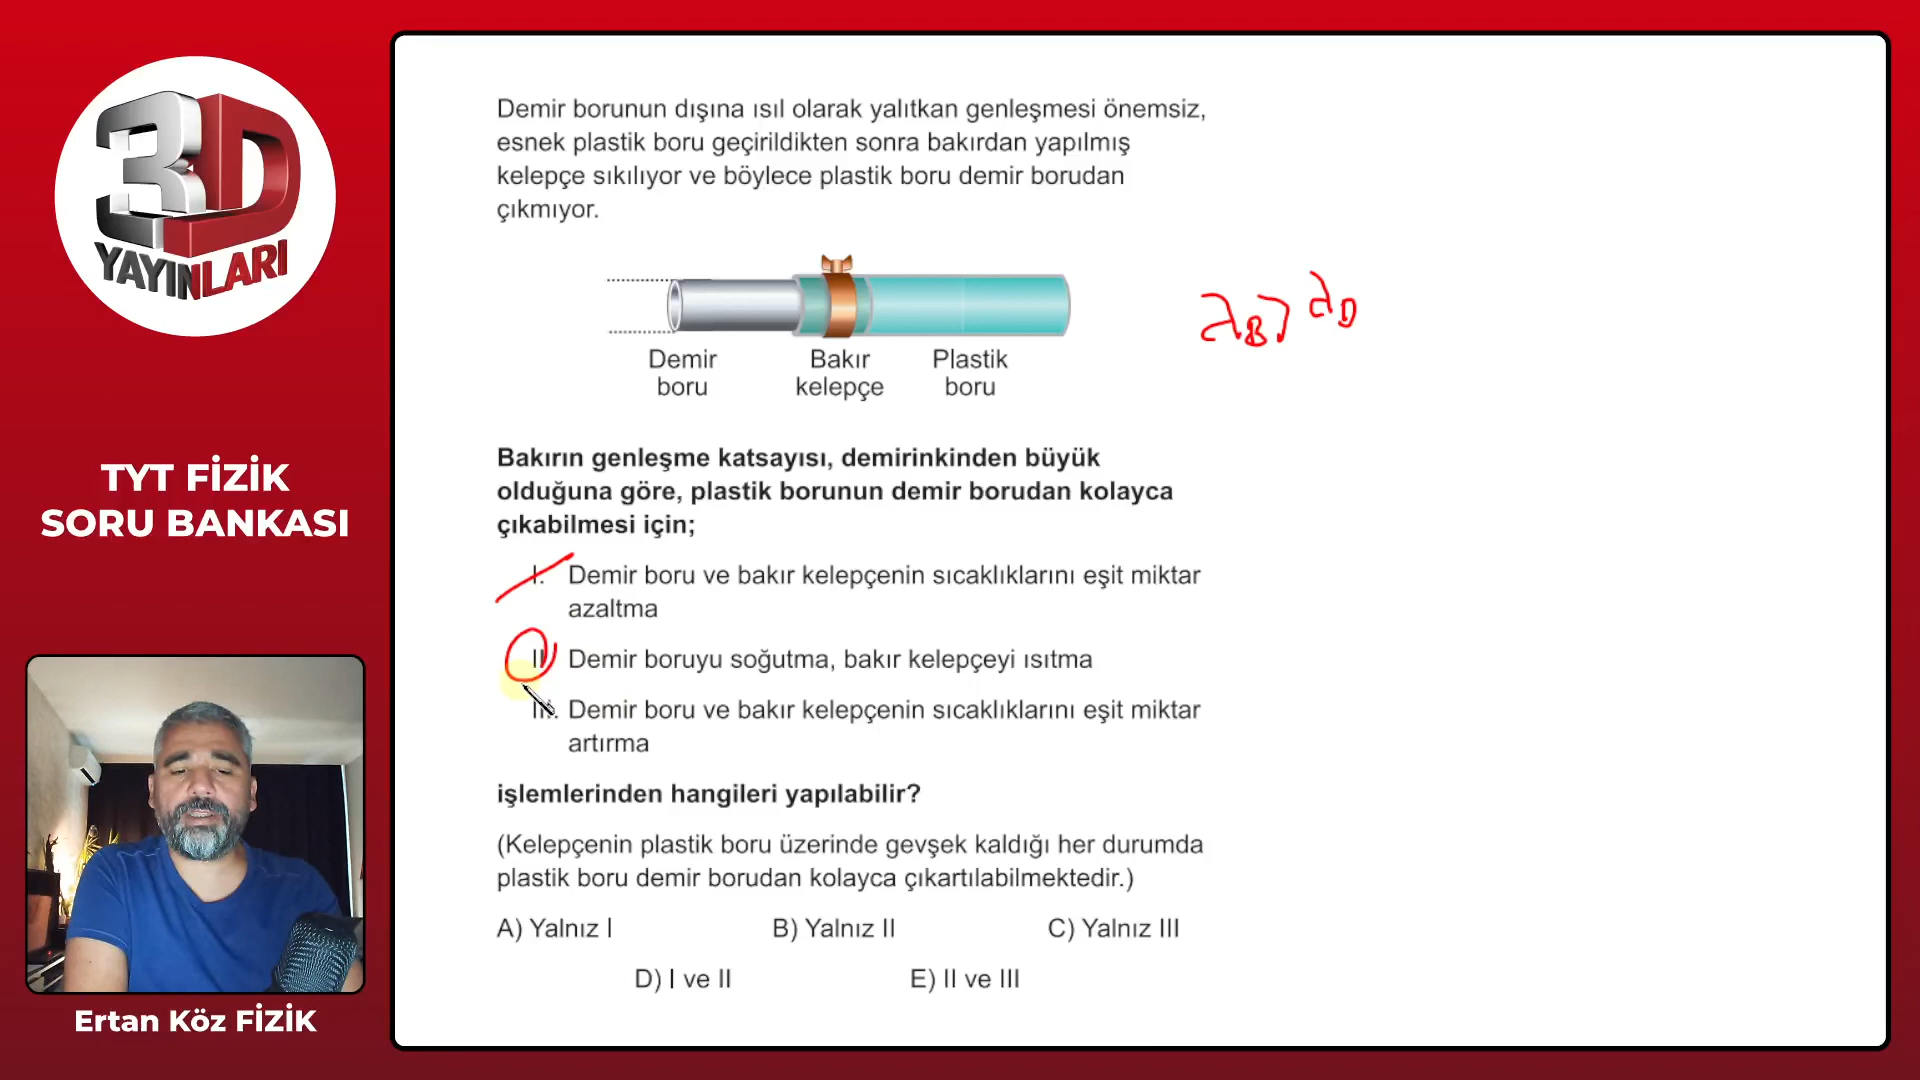 3D
YAYINLARI
TYT FİZİK
SORU BANKASI
Ertan Köz FİZİK
Demir borunun dışına ısıl olarak yalıtkan genleşmesi önemsiz,
esnek plastik boru geçirildikten sonra bakırdan yapılmış
kelepçe sıkılıyor ve böylece plastik boru demir borudan
çıkmıyor.
Demir
boru
Bakır
kelepçe
Plastik
boru
λB > λD
Bakırın genleşme katsayısı, demirinkinden büyük
olduğuna göre, plastik borunun demir borudan kolayca
çıkabilmesi için;
I. Demir boru ve bakır kelepçenin sıcaklıklarını eşit miktar
azaltma
II. Demir boruyu soğutma, bakır kelepçeyi ısıtma
III. Demir boru ve bakır kelepçenin sıcaklıklarını eşit miktar
artırma
işlemlerinden hangileri yapılabilir?
(Kelepçenin plastik boru üzerinde gevşek kaldığı her durumda
plastik boru demir borudan kolayca çıkartılabilmektedir.)
A) Yalnız I B) Yalnız II C) Yalnız III
D) I ve II E) II ve III